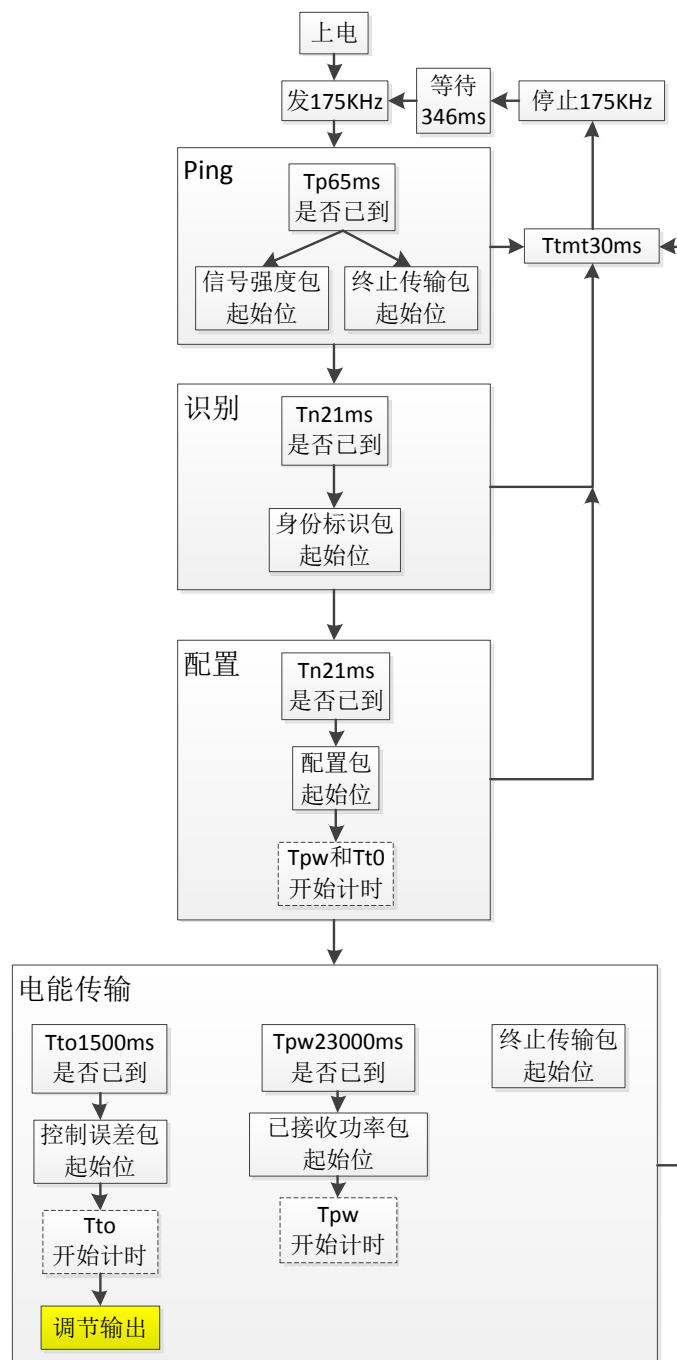 上电
发175KHz
等待
346ms
停止175KHz
Ping
Tp65ms
是否已到
信号强度包
起始位
终止传输包
起始位
Ttmt30ms
识别
Tn21ms
是否已到
身份标识包
起始位
配置
Tn21ms
是否已到
配置包
起始位
Tpw和Tt0
开始计时
电能传输
Tto1500ms
是否已到
控制误差包
起始位
Tto
开始计时
调节输出
Tpw23000ms
是否已到
已接收功率包
起始位
Tpw
开始计时
终止传输包
起始位